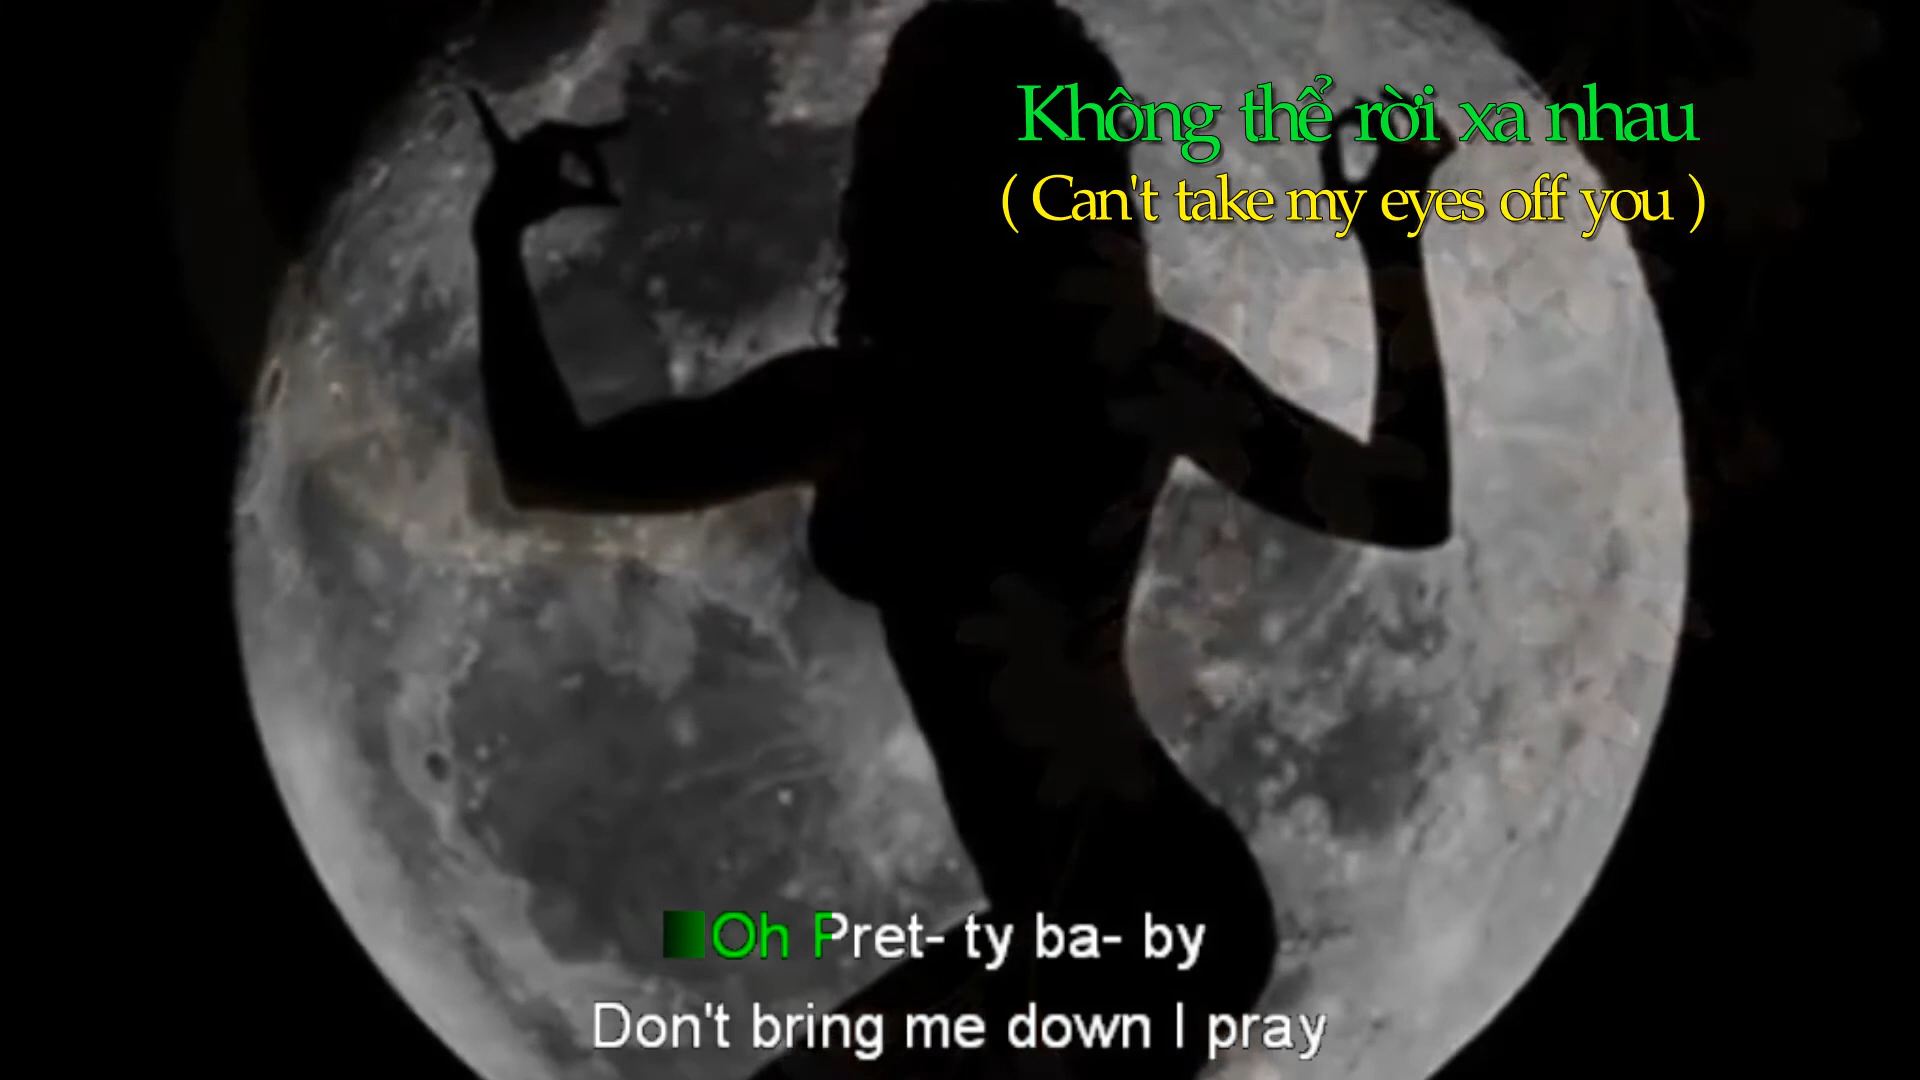 Không thể rời xa nhau
( Can't take my eyes off you )
Oh Pret- ty ba- by
Don't bring me down I pray